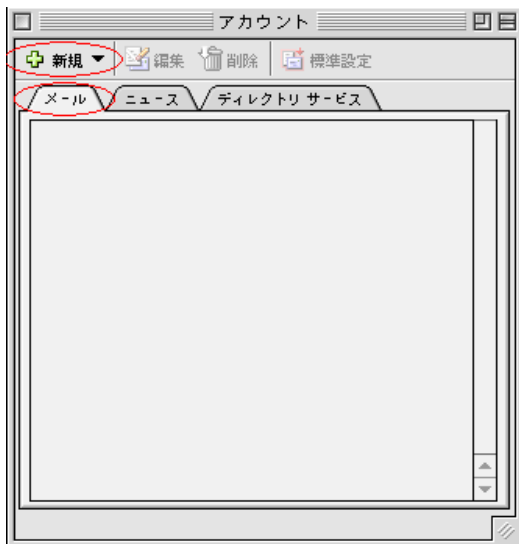 アカウント
新規 編集 削除 標準設定
メール ニュース ディレクトリ サービス